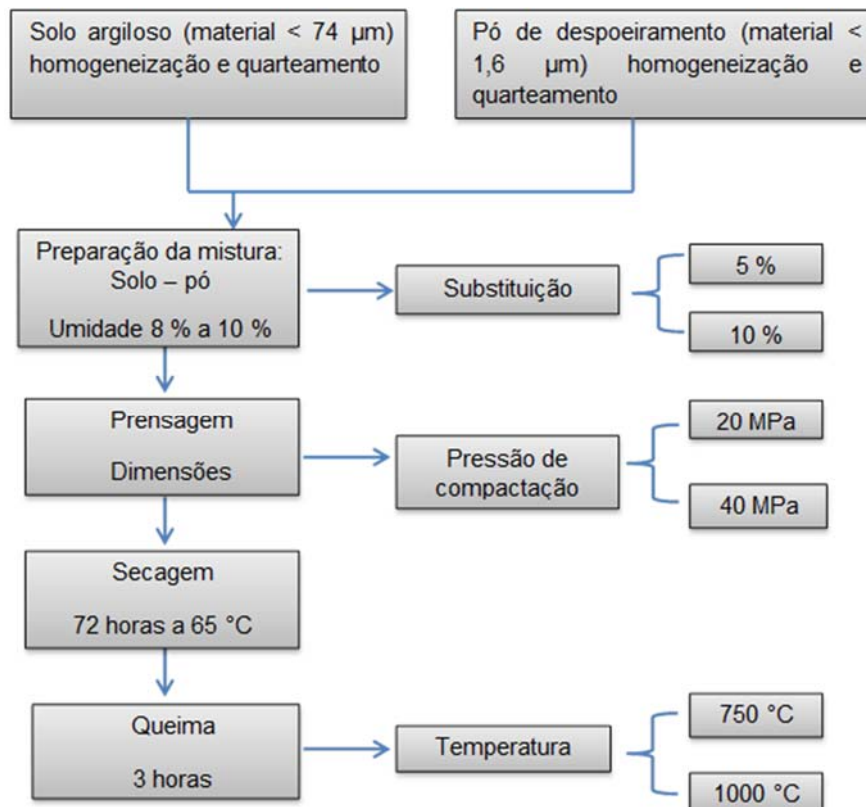 Solo argiloso (material < 74 µm)
homogeneização e quarteamento
Pó de despoeiramento (material <
1,6 µm) homogeneização e
quarteamento
Preparação da mistura:
Solo – pó
Umidade 8 % a 10 %
Substituição
5 %
10 %
Prensagem
Dimensões
Pressão de
compactação
20 MPa
40 MPa
Secagem
72 horas a 65 °C
Queima
3 horas
Temperatura
750 °C
1000 °C